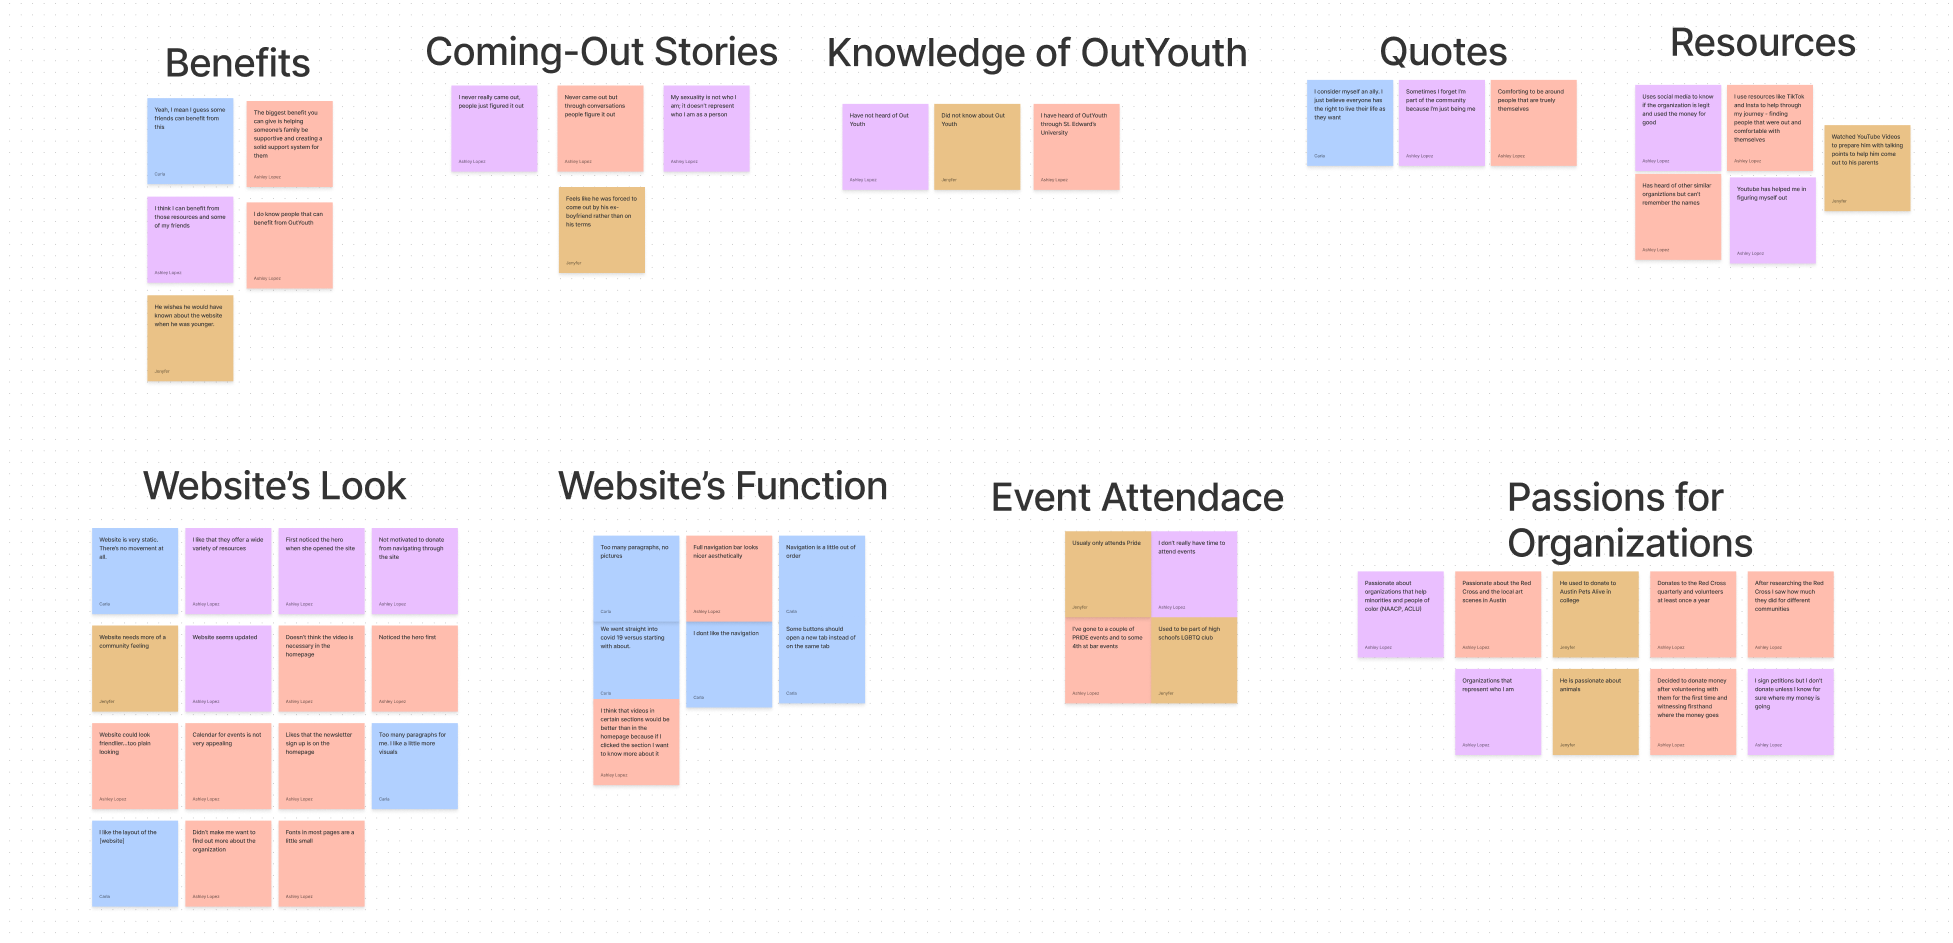 Benefits
Yeah, I mean I guess some
friends can benefit from
this
Carla
The biggest benefit you
can give is helping
someone's family be
supportive and creating a
solid support system for
them
Ashley Lopez
I think I can benefit from
those resources and some
of my friends
Ashley Lopez
I do know people that can
benefit from OutYouth
Ashley Lopez
He wishes he would have
known about the website
when he was younger.
Jenyfer
Coming-Out Stories
I never really came out,
people just figured it out
Ashley Lopez
Never came out but
through conversations
people figure it out
Ashley Lopez
My sexuality is not who I
am; it doesn't represent
who I am as a person
Ashley Lopez
Feels like he was forced to
come out by his ex-
boyfriend rather than on
his terms
Jenyfer
Knowledge of OutYouth
Have not heard of Out
Youth
Ashley Lopez
Did not know about Out
Youth
Jenyfer
I have heard of OutYouth
through St. Edward's
University
Ashley Lopez
Quotes
I consider myself an ally. I
just believe everyone has
the right to live their life as
they want
Carla
Sometimes I forget I'm
part of the community
because I'm just being me
Ashley Lopez
Comforting to be around
people that are truely
themselves
Ashley Lopez
Resources
Uses social media to know
if the organization is legit
and used the money for
good
Ashley Lopez
I use resources like TikTok
and Insta to help through
my journey - finding
people that were out and
comfortable with
themselves
Ashley Lopez
Watched YouTube Videos
to prepare him with talking
points to help him come
out to his parents
Jenyfer
Has heard of other similar
organiztions but can't
remember the names
Ashley Lopez
Youtube has helped me in
figuring myself out
Ashley Lopez
Website's Look
Website is very static.
There's no movement at
all.
Carla
I like that they offer a wide
variety of resources
Ashley Lopez
First noticed the hero
when she opened the site
Ashley Lopez
Not motivated to donate
from navigating through
the site
Ashley Lopez
Website needs more of a
community feeling
Jenyfer
Website seems updated
Ashley Lopez
Doesn't think the video is
necessary in the
homepage
Ashley Lopez
Noticed the hero first
Ashley Lopez
Website could look
friendlier...too plain
looking
Ashley Lopez
Calender for events is not
very appealing
Ashley Lopez
Likes that the newsletter
sign up is on the
homepage
Ashley Lopez
Too many paragraphs for
me. I like a little more
visuals
Carla
I like the layout of the
[website]
Carla
Didn't make me want to
find out more about the
organization
Ashley Lopez
Fonts in most pages are a
little small
Ashley Lopez
Website's Function
Too many paragraphs, no
pictures
Carla
Full navigation bar looks
nicer aesthetically
Ashley Lopez
Navigation is a little out of
order
Carla
We went straight into
covid 19 versus starting
with about.
Carla
I dont like the navigation
Carla
Some buttons should
open a new tab instead of
on the same tab
Carla
I think that videos in
certain sections would be
better than in the
homepage because if I
clicked the section I want
to know more about it
Ashley Lopez
Event Attendace
Usualy only attends Pride
Jenyfer
I don't really have time to
attend events
Ashley Lopez
I've gone to a couple of
PRIDE events and to some
4th st bar events
Ashley Lopez
Used to be part of high
schoofs LGBTQ club
Jenyfer
Passions for
Organizations
Passionate about
organizations that help
minorities and people of
color (NAACP, ACLU)
Ashley Lopez
Passionate about the Red
Cross and the local art
scenes in Austin
Ashley Lopez
He used to donate to
Austin Pets Alive in
college
Jenyfer
Donates to the Red Cross
quarterly and volunteers
at least once a year
Ashley Lopez
After researching the Red
Cross I saw how much
they did for different
communities
Ashley Lopez
Organizations that
represent who I am
Ashley Lopez
He is passionate about
animals
Jenyfer
Decided to donate money
after volunteering with
them for the first time and
witnessing firsthand
where the money goes
Ashley Lopez
I sign petitions but I don't
donate unless I know for
sure where my money is
going
Ashley Lopez